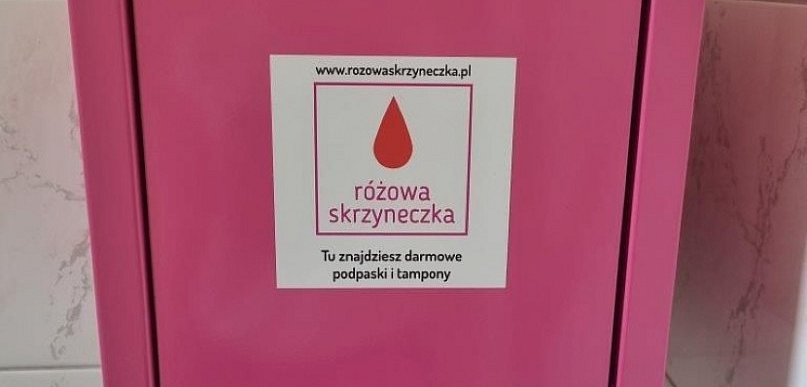 www.rozowaskrzyneczka.pl
różowa
skrzyneczka
Tu znajdziesz darmowe
podpaski i tampony